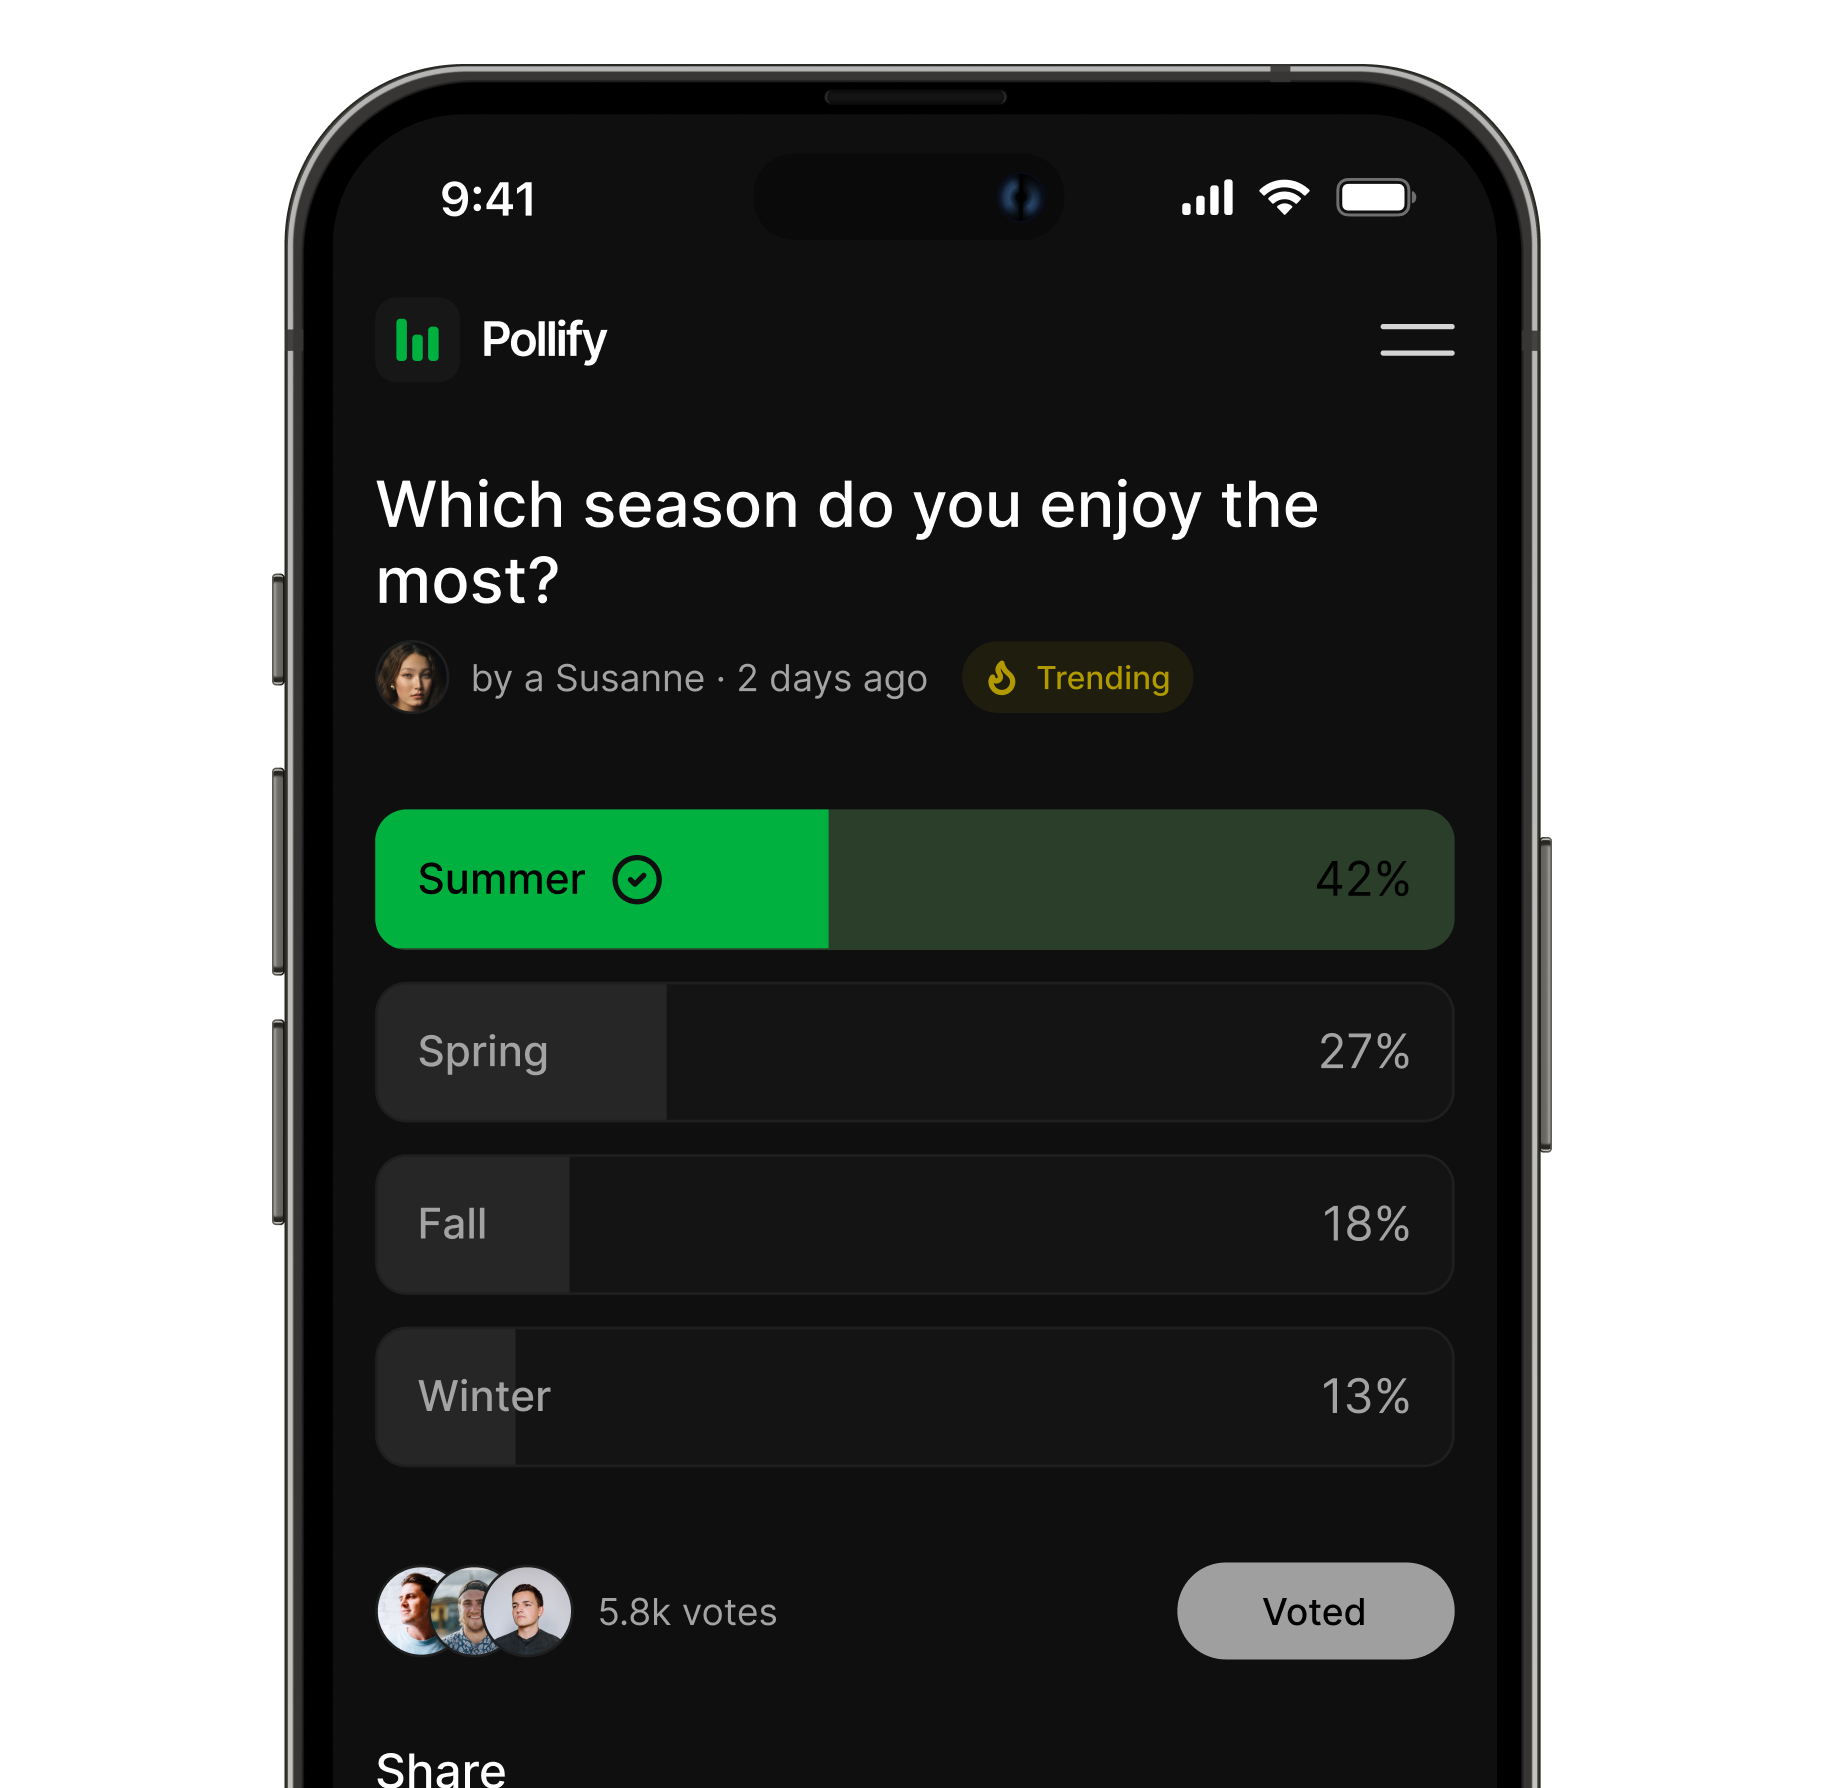 9:41
Pollify
Which season do you enjoy the
most?
by a Susanne · 2 days ago
Trending
Summer
42%
Spring
27%
Fall
18%
Winter
13%
5.8k votes
Voted
Share